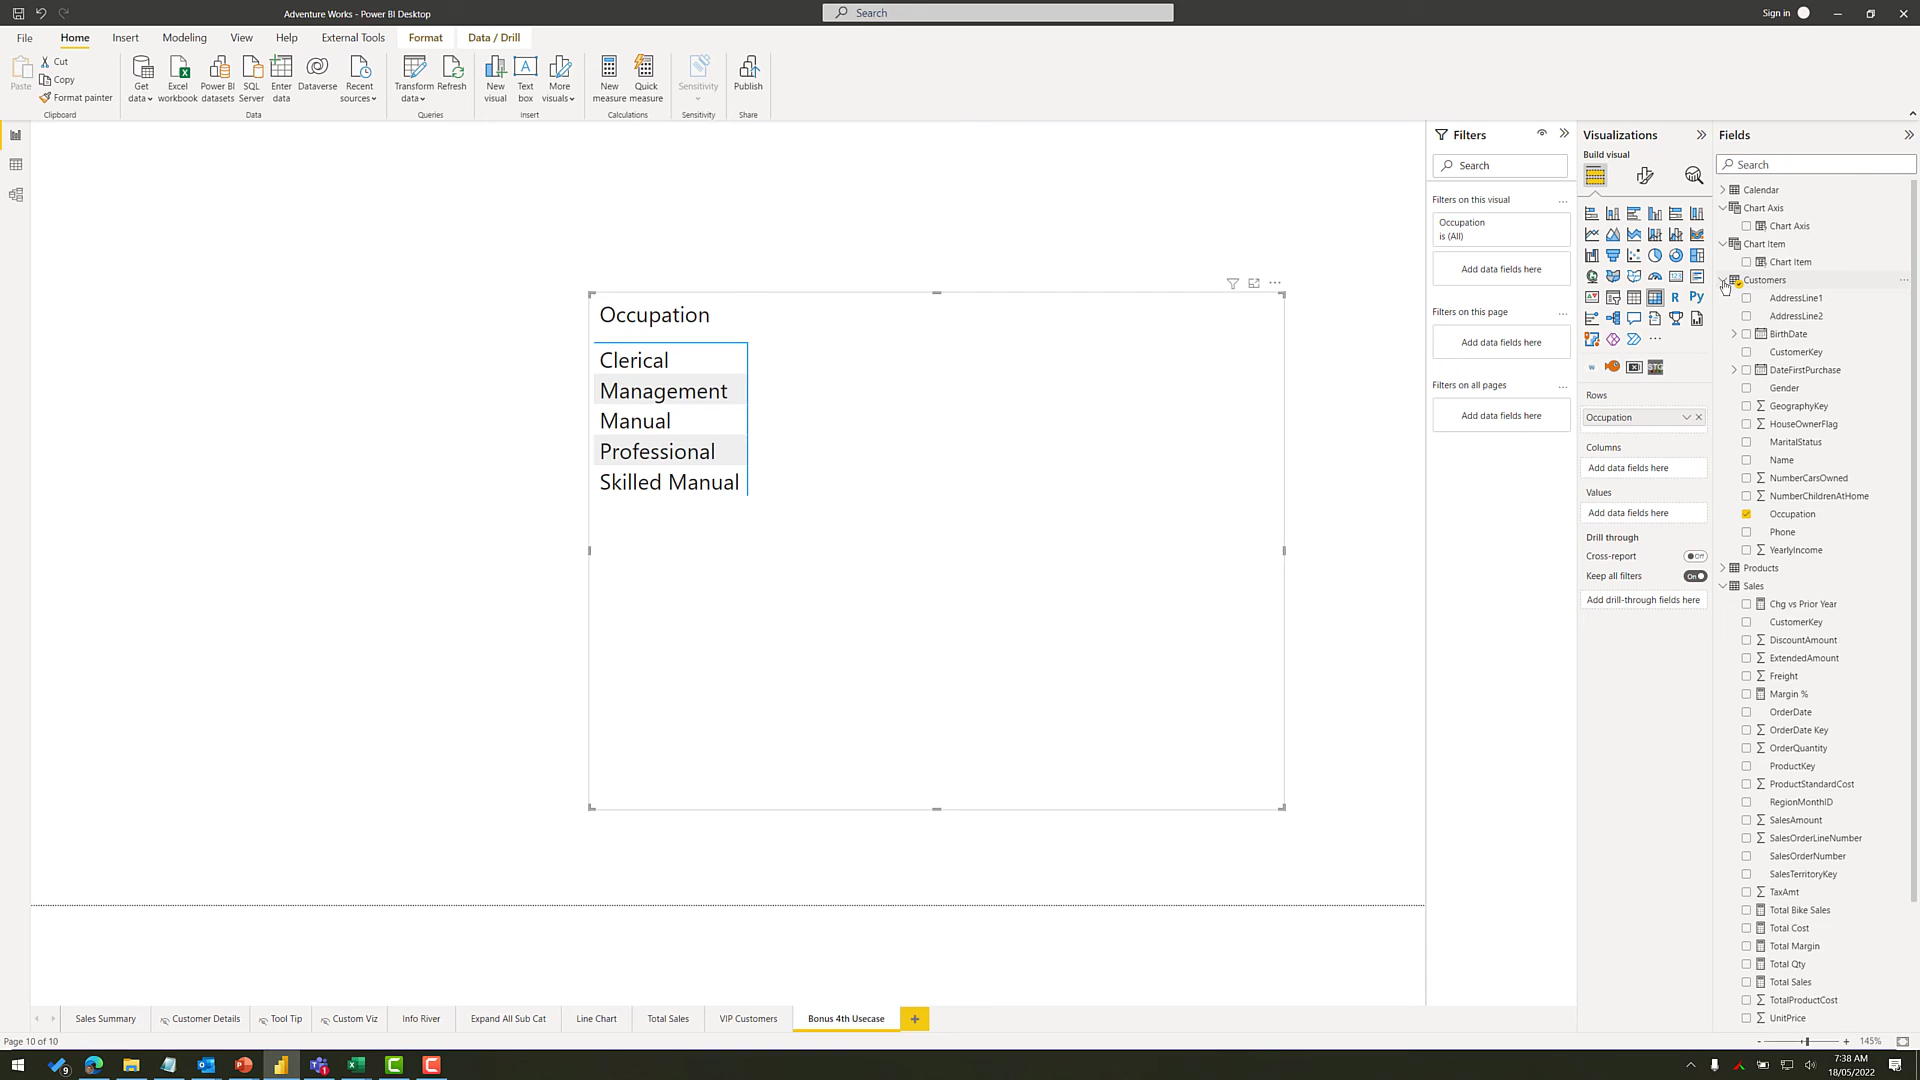 Adventure Works - Power BI Desktop
Search
Sign in
File
Home
Insert
Modeling
View
Help
External Tools
Format
Data / Drill
Paste
Cut
Copy
Format painter
Clipboard
Get data
Excel workbook
Power BI datasets
SQL Server
Enter data
Dataverse
Recent sources
Data
Transform data
Refresh
Queries
New visual
Text box
More visuals
Insert
New measure
Quick measure
Calculations
Sensitivity
Sensitivity
Publish
Share
Occupation
Clerical
Management
Manual
Professional
Skilled Manual
Filters
Search
Filters on this visual
...
Occupation
is (All)
Add data fields here
Filters on this page
...
Add data fields here
Filters on all pages
...
Add data fields here
Visualizations
Build visual
R
Py
...
Rows
Occupation
Columns
Add data fields here
Values
Add data fields here
Drill through
Cross-report
Off
Keep all filters
On
Add drill-through fields here
Fields
Search
Calendar
Chart Axis
Chart Axis
Chart Item
Chart Item
Customers
AddressLine1
AddressLine2
BirthDate
CustomerKey
DateFirstPurchase
Gender
GeographyKey
HouseOwnerFlag
MaritalStatus
Name
NumberCarsOwned
NumberChildrenAtHome
Occupation
Phone
YearlyIncome
Products
Sales
Chg vs Prior Year
CustomerKey
DiscountAmount
ExtendedAmount
Freight
Margin %
OrderDate
OrderDate Key
OrderQuantity
ProductKey
ProductStandardCost
RegionMonthID
SalesAmount
SalesOrderLineNumber
SalesOrderNumber
SalesTerritoryKey
TaxAmt
Total Bike Sales
Total Cost
Total Margin
Total Qty
Total Sales
TotalProductCost
UnitPrice
Sales Summary
Customer Details
Tool Tip
Custom Viz
Info River
Expand All Sub Cat
Line Chart
Total Sales
VIP Customers
Bonus 4th Usecase
+
Page 10 of 10
- + 145%
7:38 AM
18/05/2022